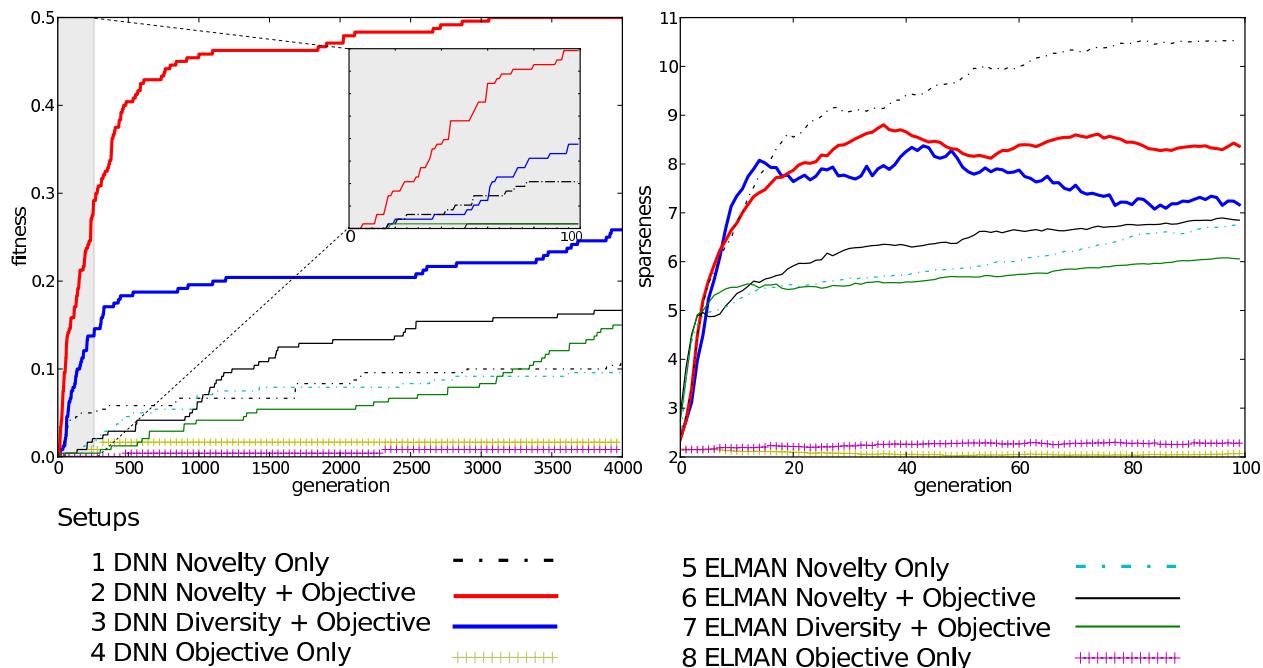 0.5
0.4
0.3
0.2
0.1
0.0
fitness
0
500
1000
1500
2000
2500
3000
3500
4000
generation
0
100
11
10
9
8
7
6
5
4
3
2
sparseness
0
20
40
60
80
100
generation
Setups
1 DNN Novelty Only
2 DNN Novelty + Objective
3 DNN Diversity + Objective
4 DNN Objective Only
5 ELMAN Novelty Only
6 ELMAN Novelty + Objective
7 ELMAN Diversity + Objective
8 ELMAN Objective Only